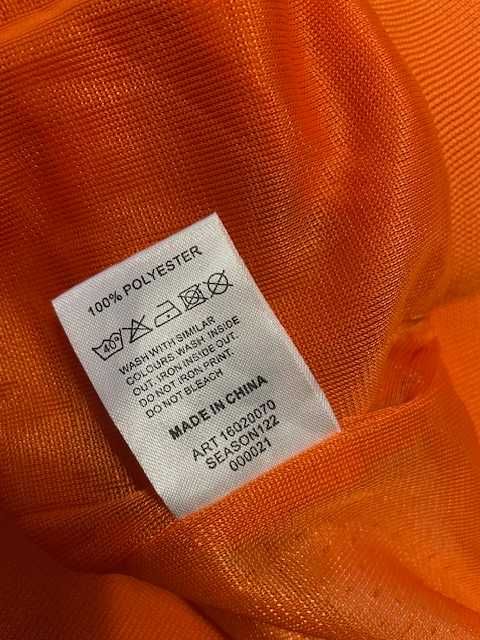 100% POLYESTER
40°
WASH WITH SIMILAR
COLOURS. WASH INSIDE
OUT. IRON INSIDE OUT.
DO NOT IRON PRINT.
DO NOT BLEACH
MADE IN CHINA
ART 16020070
SEASON122
000021